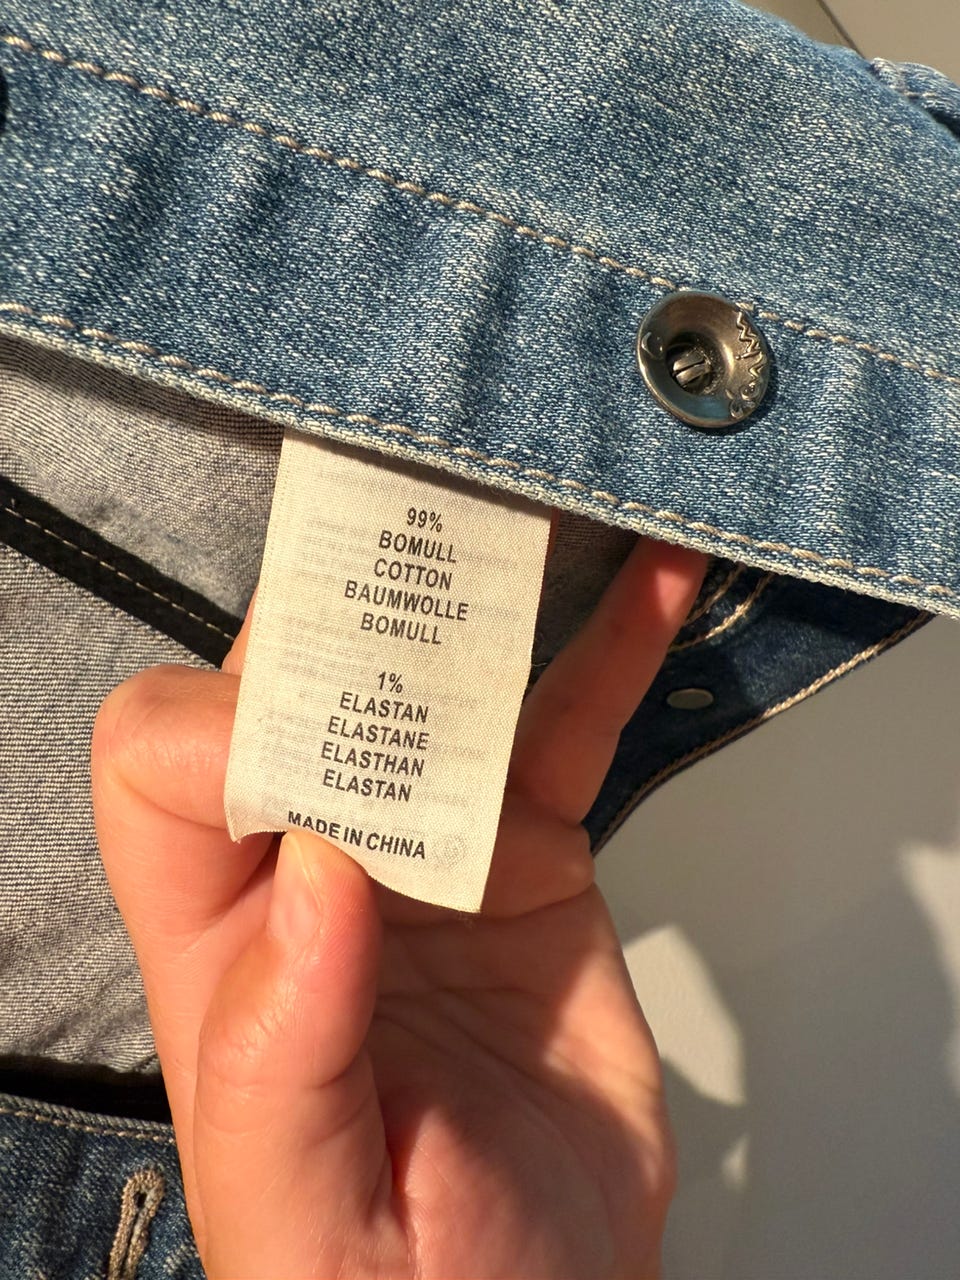 99%
BOMULL
COTTON
BAUMWOLLE
BOMULL
1%
ELASTAN
ELASTANE
ELASTHAN
ELASTAN
MADE IN CHINA